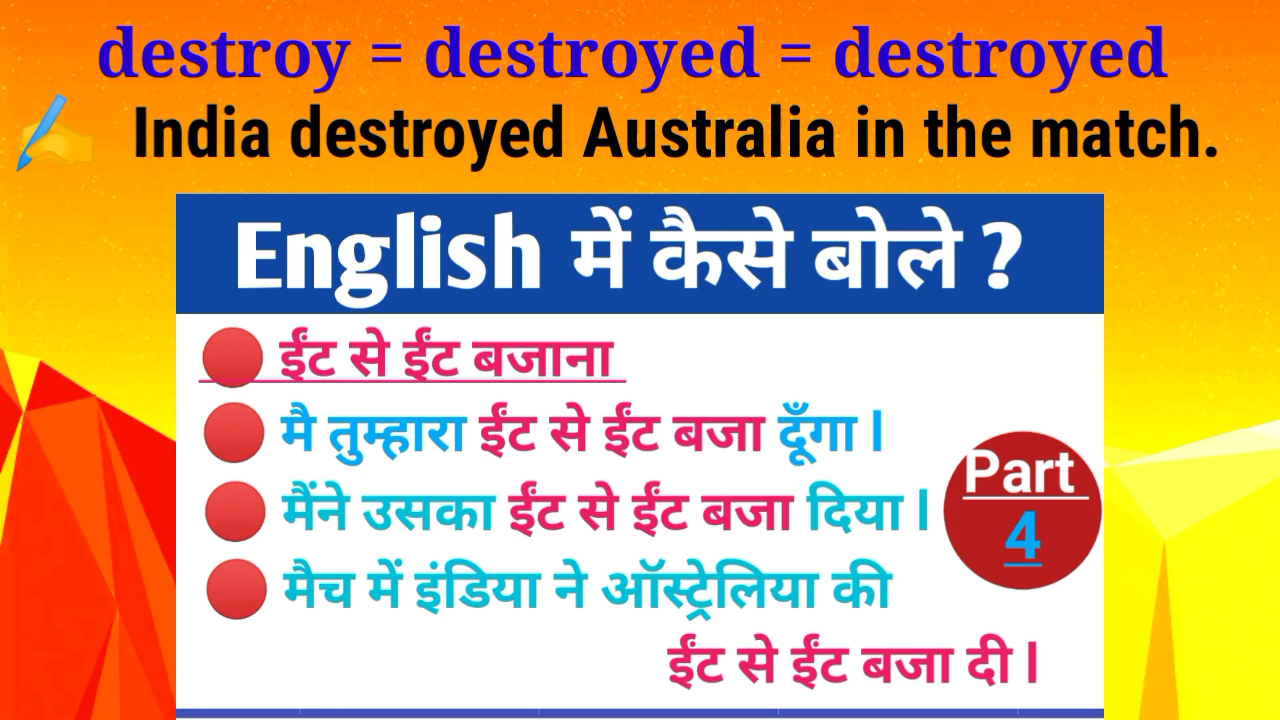 destroy = destroyed = destroyed
India destroyed Australia in the match.
English में कैसे बोले ?
ईंट से ईंट बजाना
मै तुम्हारा ईंट से ईंट बजा दूँगा l
मैंने उसका ईंट से ईंट बजा दिया l
मैच में इंडिया ने ऑस्ट्रेलिया की
ईंट से ईंट बजा दी l
Part
4